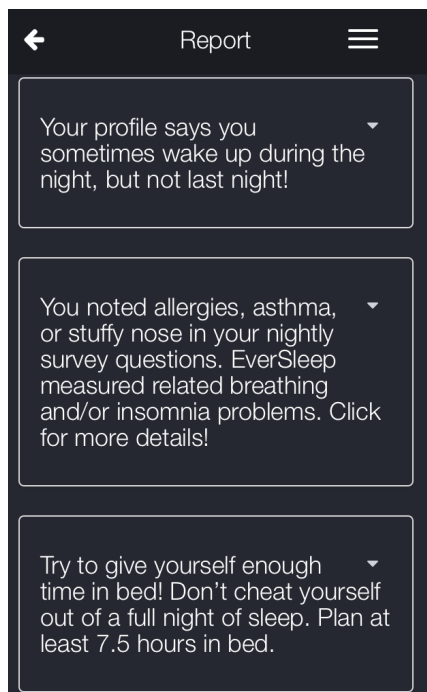 Report
Your profile says you
sometimes wake up during the
night, but not last night!
You noted allergies, asthma,
or stuffy nose in your nightly
survey questions. EverSleep
measured related breathing
and/or insomnia problems. Click
for more details!
Try to give yourself enough
time in bed! Don’t cheat yourself
out of a full night of sleep. Plan at
least 7.5 hours in bed.